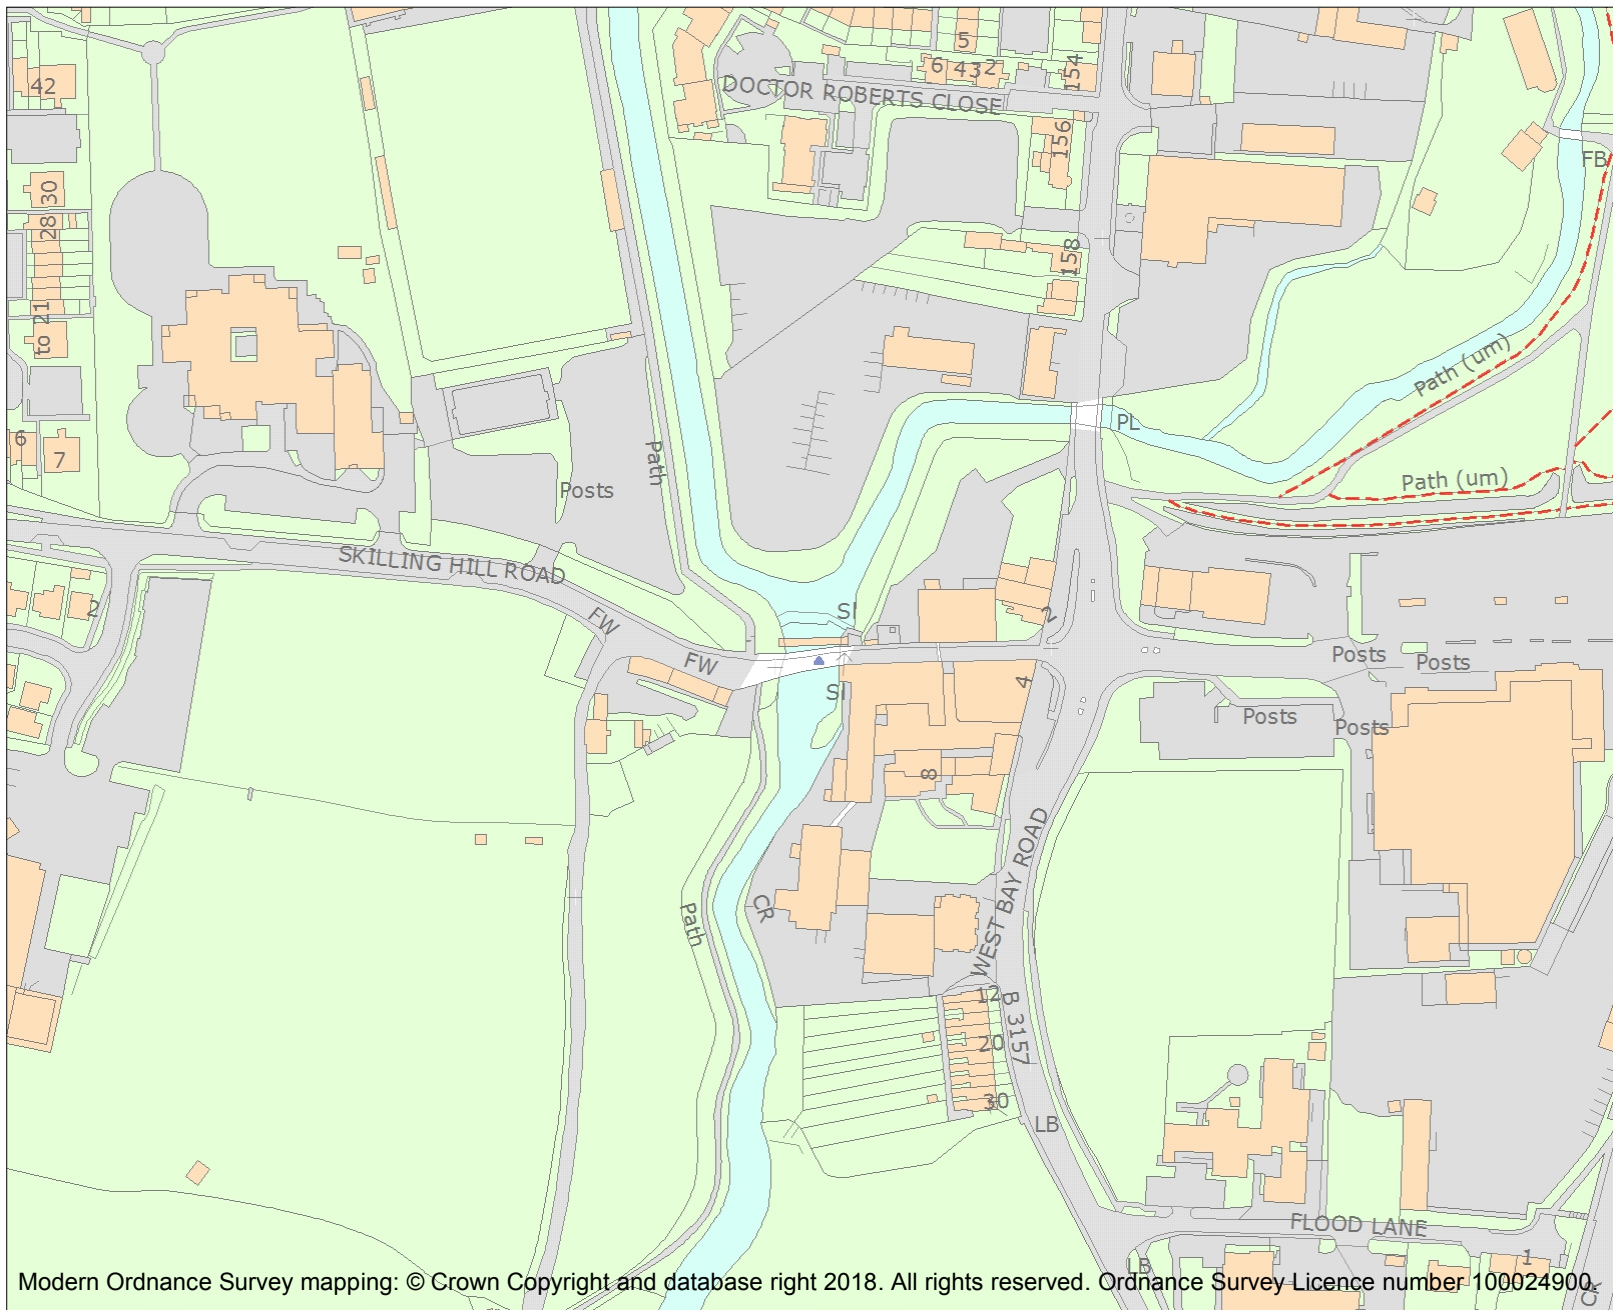 5
6 4 3 2
154
42
DOCTOR ROBERTS CLOSE
156
FB
30
28
158
21
to
Path (um)
PL
6
7
Path
Posts
Path (um)
SKILLING HILL ROAD
2
FW
Sl
2
FW
Posts
Posts
Sl
4
Posts
Posts
8
WEST BAY ROAD
CR
Path
12
B 3157
20
30
LB
FLOOD LANE
1
LB
CR
Modern Ordnance Survey mapping: © Crown Copyright and database right 2018. All rights reserved. Ordnance Survey Licence number 100024900.